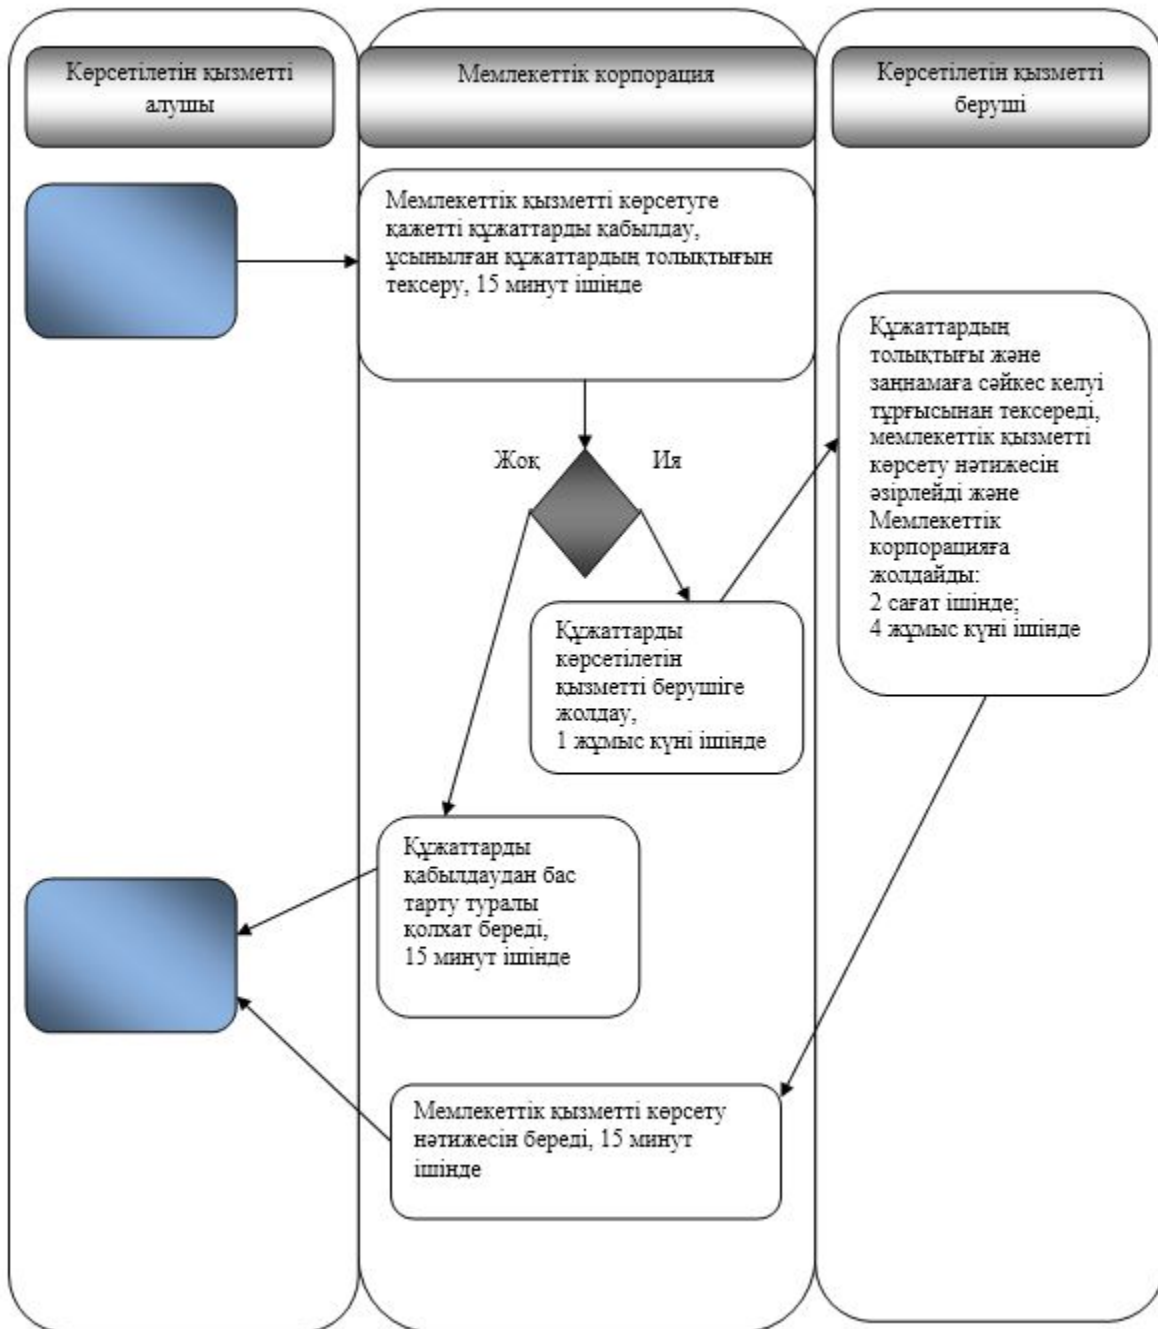 Көрсетілетін қызметті
алушы
Мемлекеттік корпорация
Көрсетілетін қызметті
беруші
Мемлекеттік қызметті көрсетуге
қажетті құжаттарды қабылдау,
ұсынылған құжаттардың толықтығын
тексеру, 15 минут ішінде
Құжаттардың
толықтығы және
заңнамаға сәйкес келуі
тұрғысынан тексереді,
мемлекеттік қызметті
көрсету нәтижесін
әзірлейді және
Мемлекеттік
корпорацияға
жолдайды:
2 сағат ішінде;
4 жұмыс күні ішінде
Жоқ
Ия
Құжаттарды
көрсетілетін
қызметті берушіге
жолдау,
1 жұмыс күні ішінде
Құжаттарды
қабылдаудан бас
тарту туралы
қолхат береді,
15 минут ішінде
Мемлекеттік қызметті көрсету
нәтижесін береді, 15 минут
ішінде